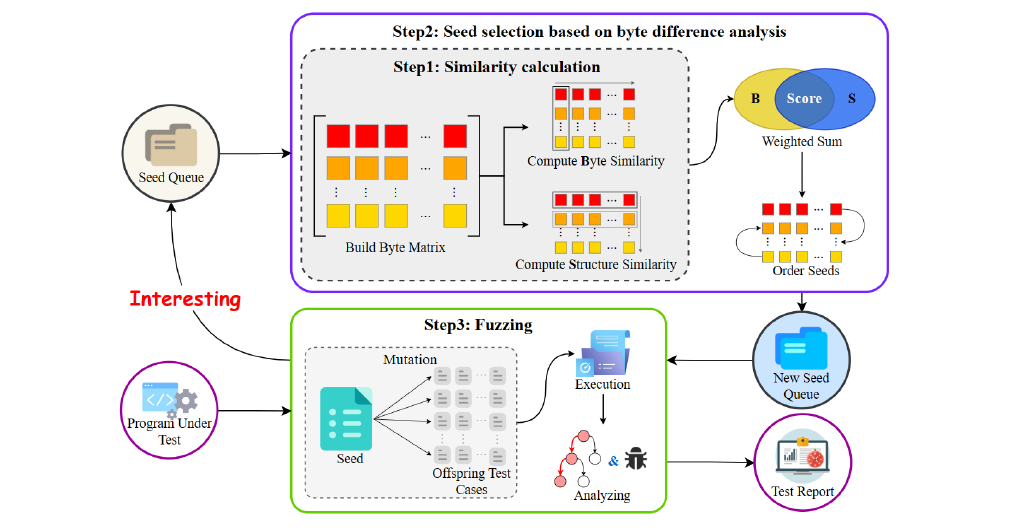 Step2: Seed selection based on byte difference analysis
Step1: Similarity calculation
Seed Queue
...
...
...
Build Byte Matrix
...
...
...
Compute Byte Similarity
...
...
...
Compute Structure Similarity
B Score S
Weighted Sum
...
...
...
Order Seeds
Interesting
Step3: Fuzzing
Mutation
Seed
Offspring Test
Cases
Execution
&
Analyzing
New Seed
Queue
</>
Program Under
Test
Test Report